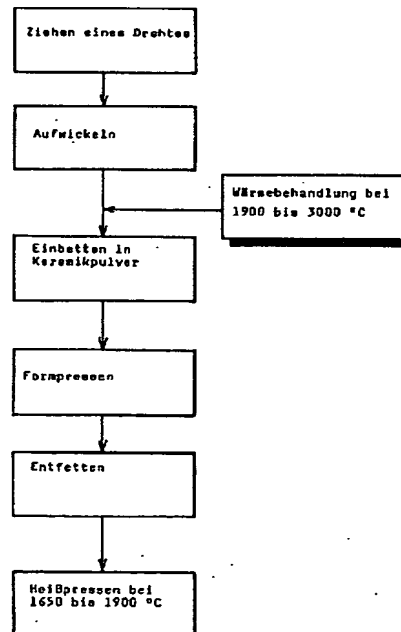 Ziehen eines Drahtes
Aufwickeln
Wärmebehandlung bei
1900 bis 3000 °C
Einbetten in
Keramikpulver
Formpressen
Entfetten
Heißpressen bei
1650 bis 1900 °C